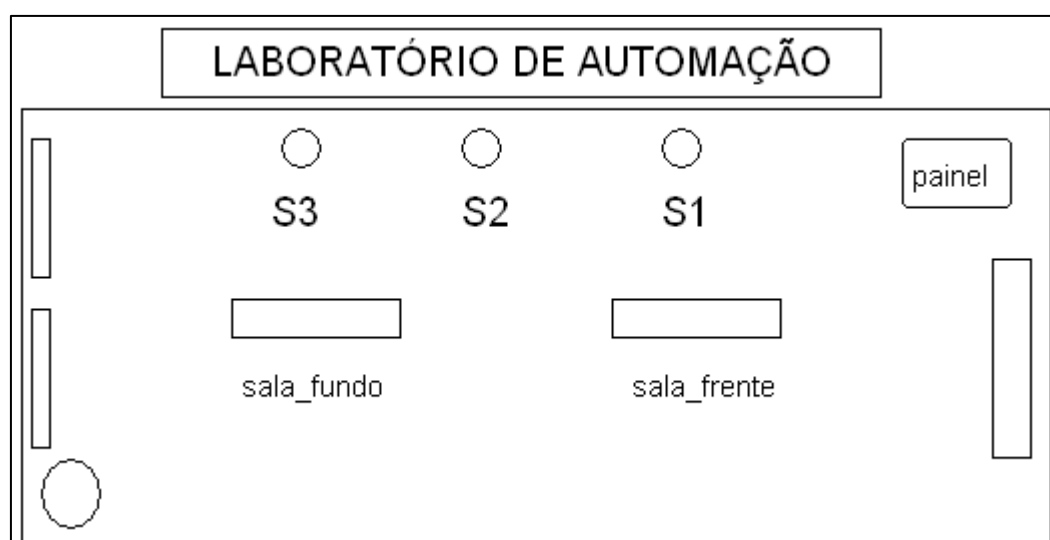 LABORATÓRIO DE AUTOMAÇÃO
painel
S3 S2 S1
sala_fundo sala_frente